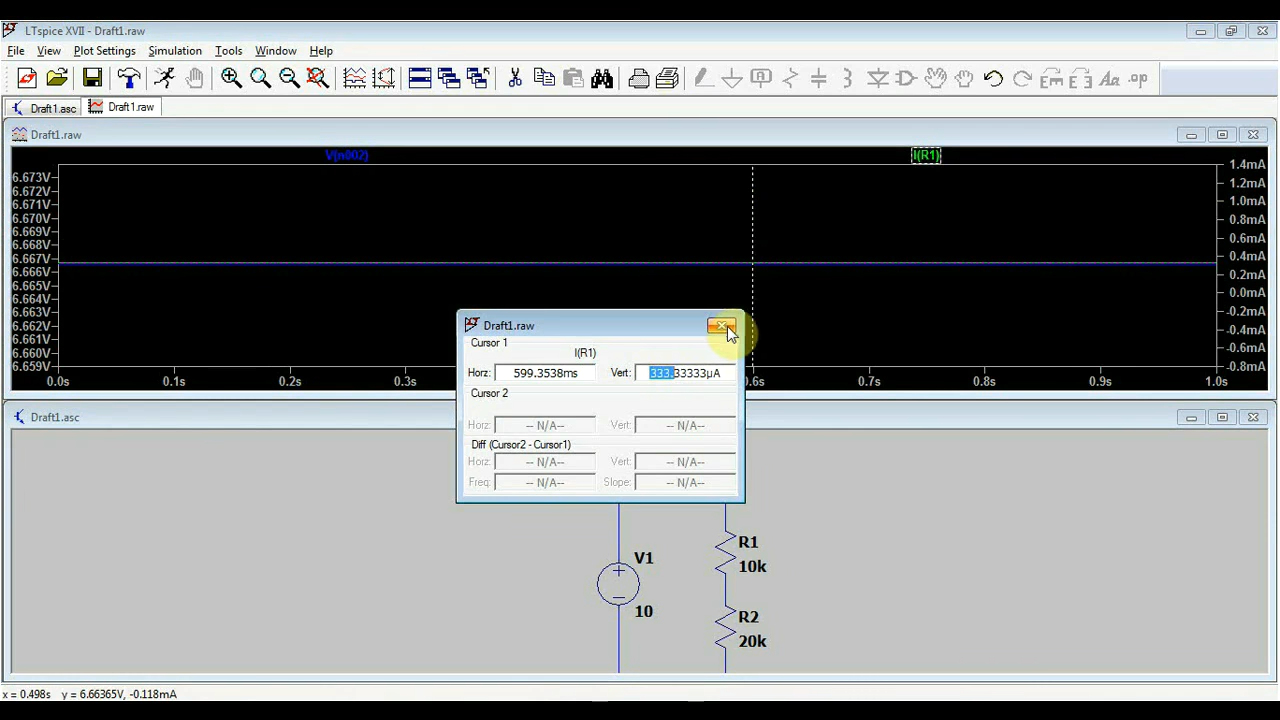 LTspice XVII - Draft1.raw
File View Plot Settings Simulation Tools Window Help
Draft1.asc Draft1.raw
Draft1.raw
V(n002) I(R1)
6.673V
6.672V
6.671V
6.670V
6.669V
6.668V
6.667V
6.666V
6.665V
6.664V
6.663V
6.662V
6.661V
6.660V
6.659V
1.4mA
1.2mA
1.0mA
0.8mA
0.6mA
0.4mA
0.2mA
0.0mA
-0.2mA
-0.4mA
-0.6mA
-0.8mA
0.0s 0.1s 0.2s 0.3s 0.6s 0.7s 0.8s 0.9s 1.0s
Draft1.raw
Cursor 1
I(R1)
Horz: 599.3538ms Vert: 333.33333µA
Cursor 2
Horz: -- N/A-- Vert: -- N/A--
Diff (Cursor2 - Cursor1)
Horz: -- N/A-- Vert: -- N/A--
Freq: -- N/A-- Slope: -- N/A--
Draft1.asc
V1
10
R1
10k
R2
20k
x = 0.498s y = 6.66365V, -0.118mA